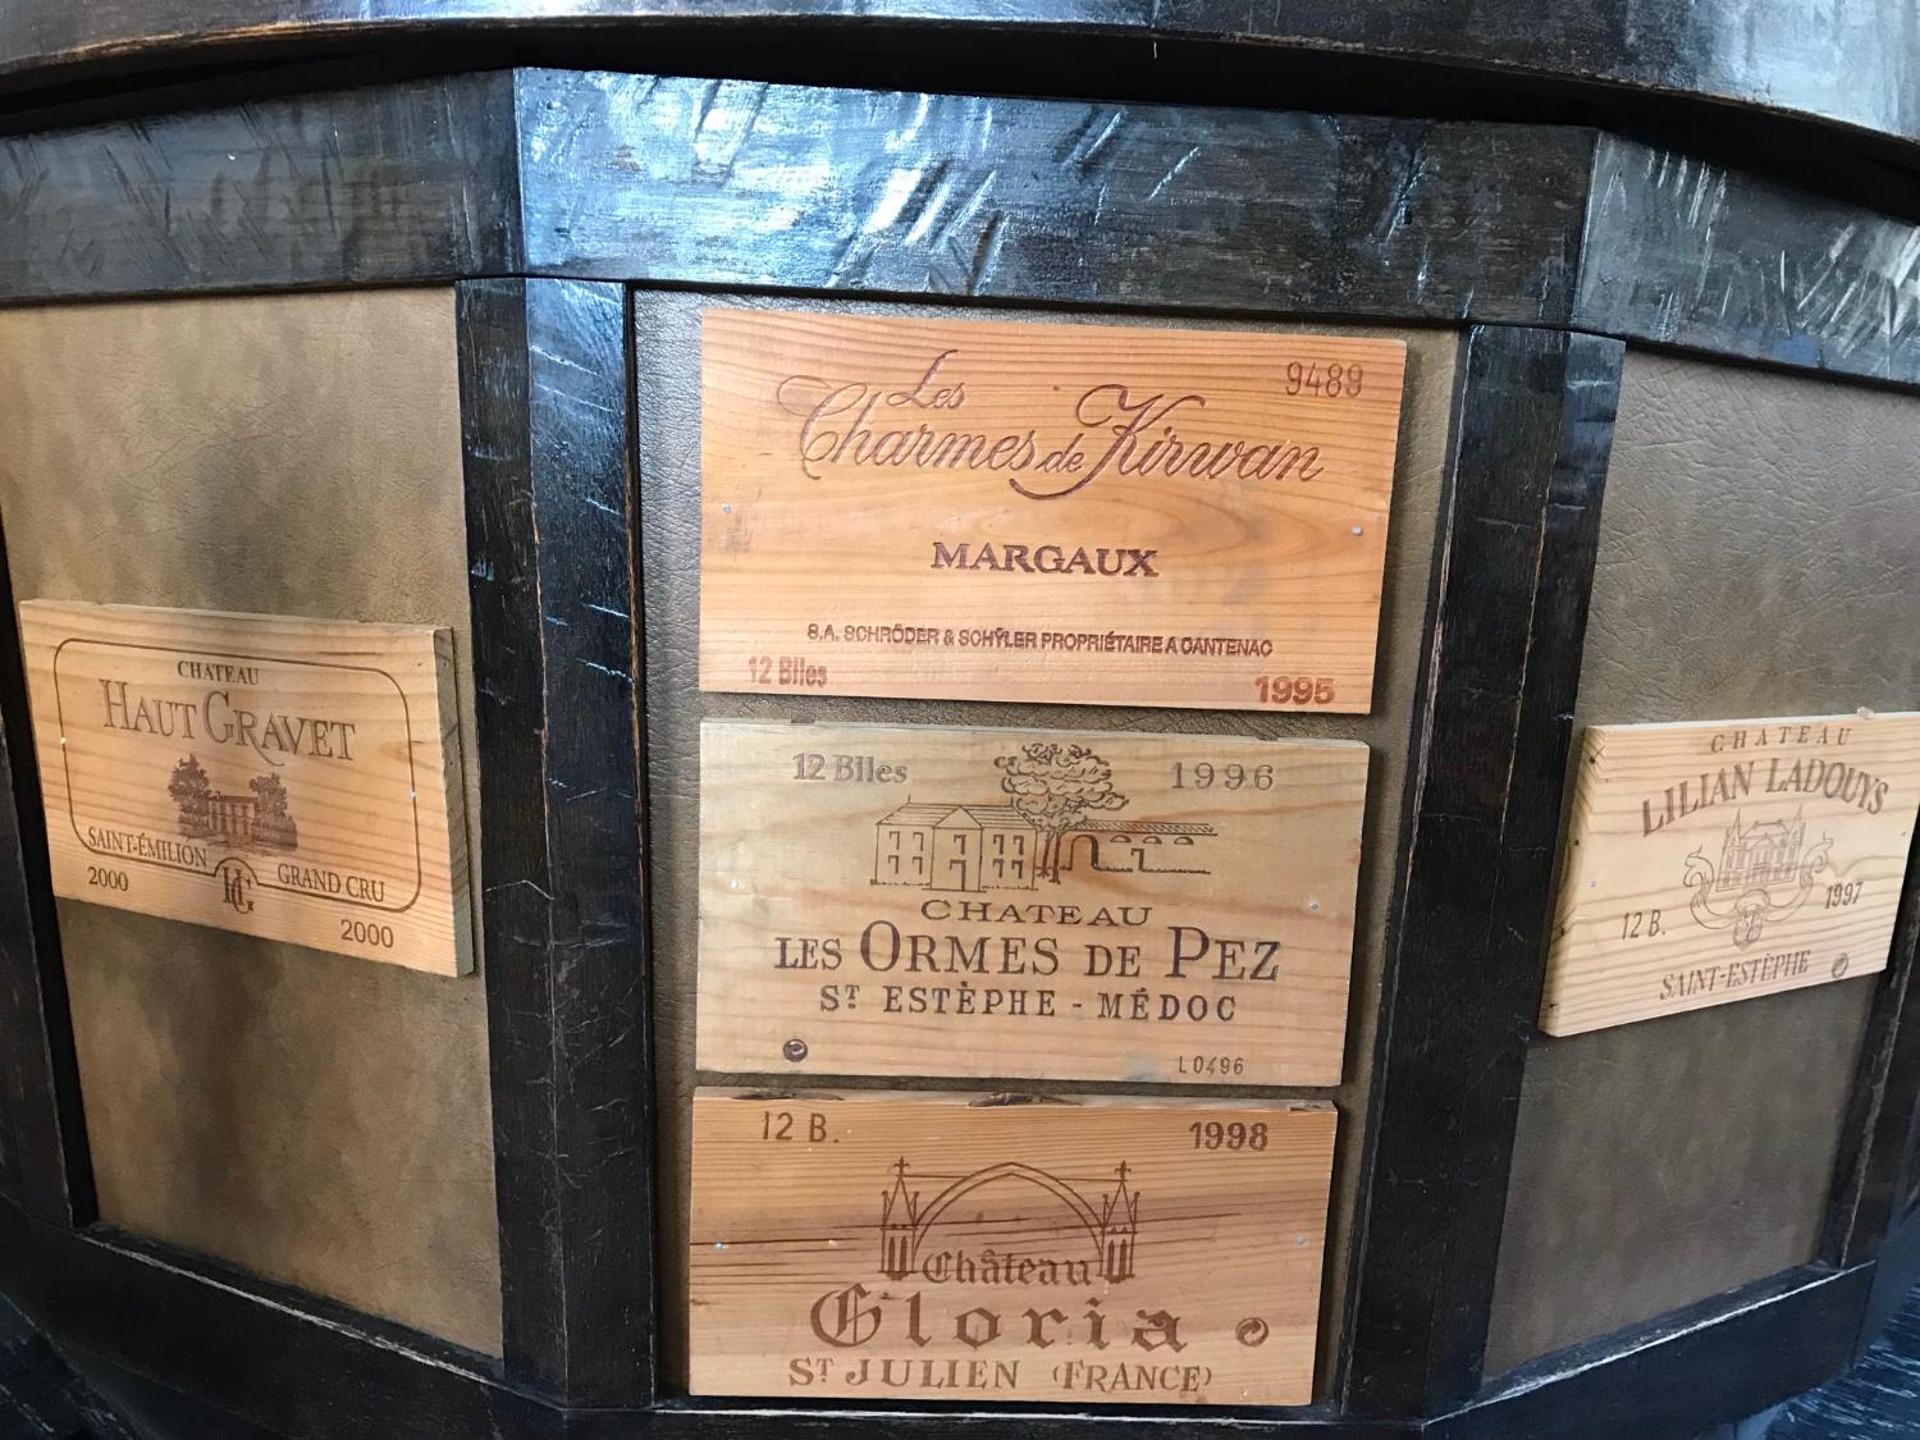 CHATEAU
HAUT GRAVET
SAINT-ÉMILION GRAND CRU
2000 HG
2000
9489
Les
Charmes de Kirwan
MARGAUX
S.A. SCHRÖDER & SCHŸLER PROPRIÉTAIRE A CANTENAC
12 Blles 1995
12 Blles 1996
CHATEAU
LES ORMES DE PEZ
ST ESTÈPHE - MÉDOC
L0496
12 B. 1998
Château
Gloria
ST JULIEN (FRANCE)
CHATEAU
LILIAN LADOUYS
12 B. 1997
SAINT-ESTÈPHE